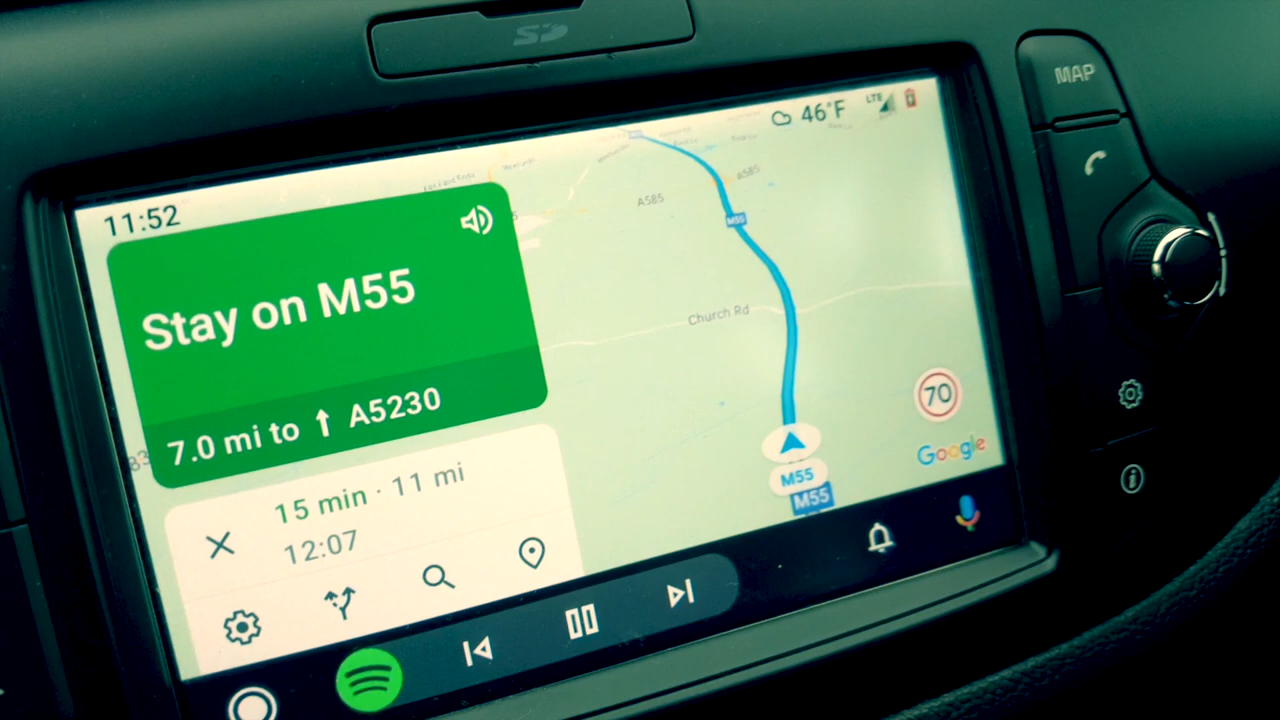 SD
MAP
46°F
LTE
11:52
A585
A585
M55
Stay on M55
Church Rd
7.0 mi to ↑ A5230
70
Google
15 min · 11 mi
M55
M55
12:07